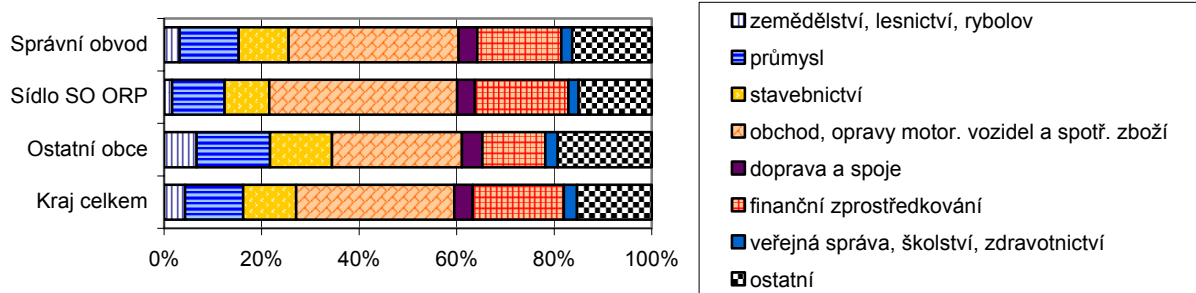 Správní obvod
Sídlo SO ORP
Ostatní obce
Kraj celkem
0% 20% 40% 60% 80% 100%
zemědělství, lesnictví, rybolov
průmysl
stavebnictví
obchod, opravy motor. vozidel a spotř. zboží
doprava a spoje
finanční zprostředkování
veřejná správa, školství, zdravotnictví
ostatní